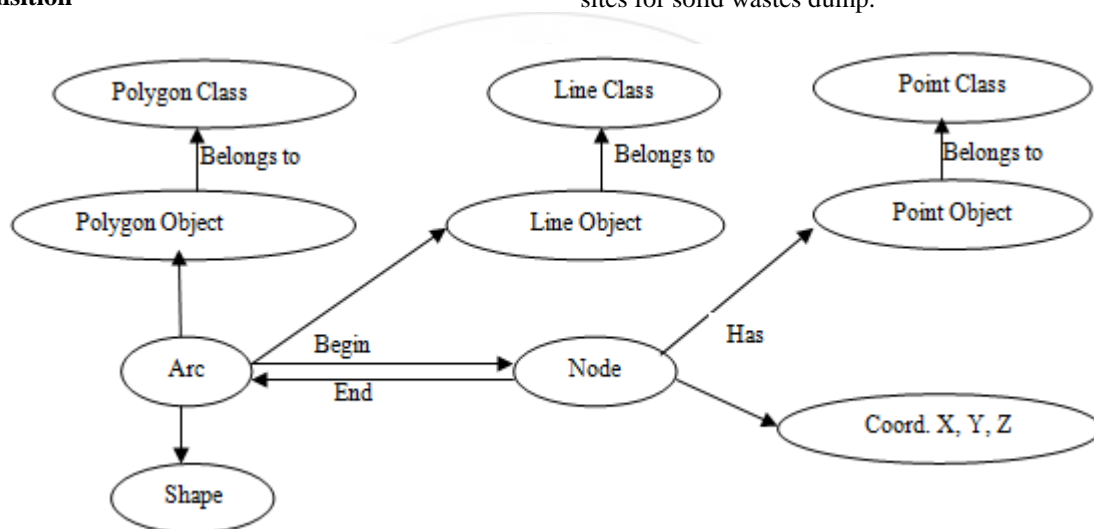 sites for solid wastes dump.
Polygon Class
Line Class
Point Class
Belongs to
Belongs to
Belongs to
Polygon Object
Line Object
Point Object
Begin
Has
Arc
Node
End
Coord. X, Y, Z
Shape